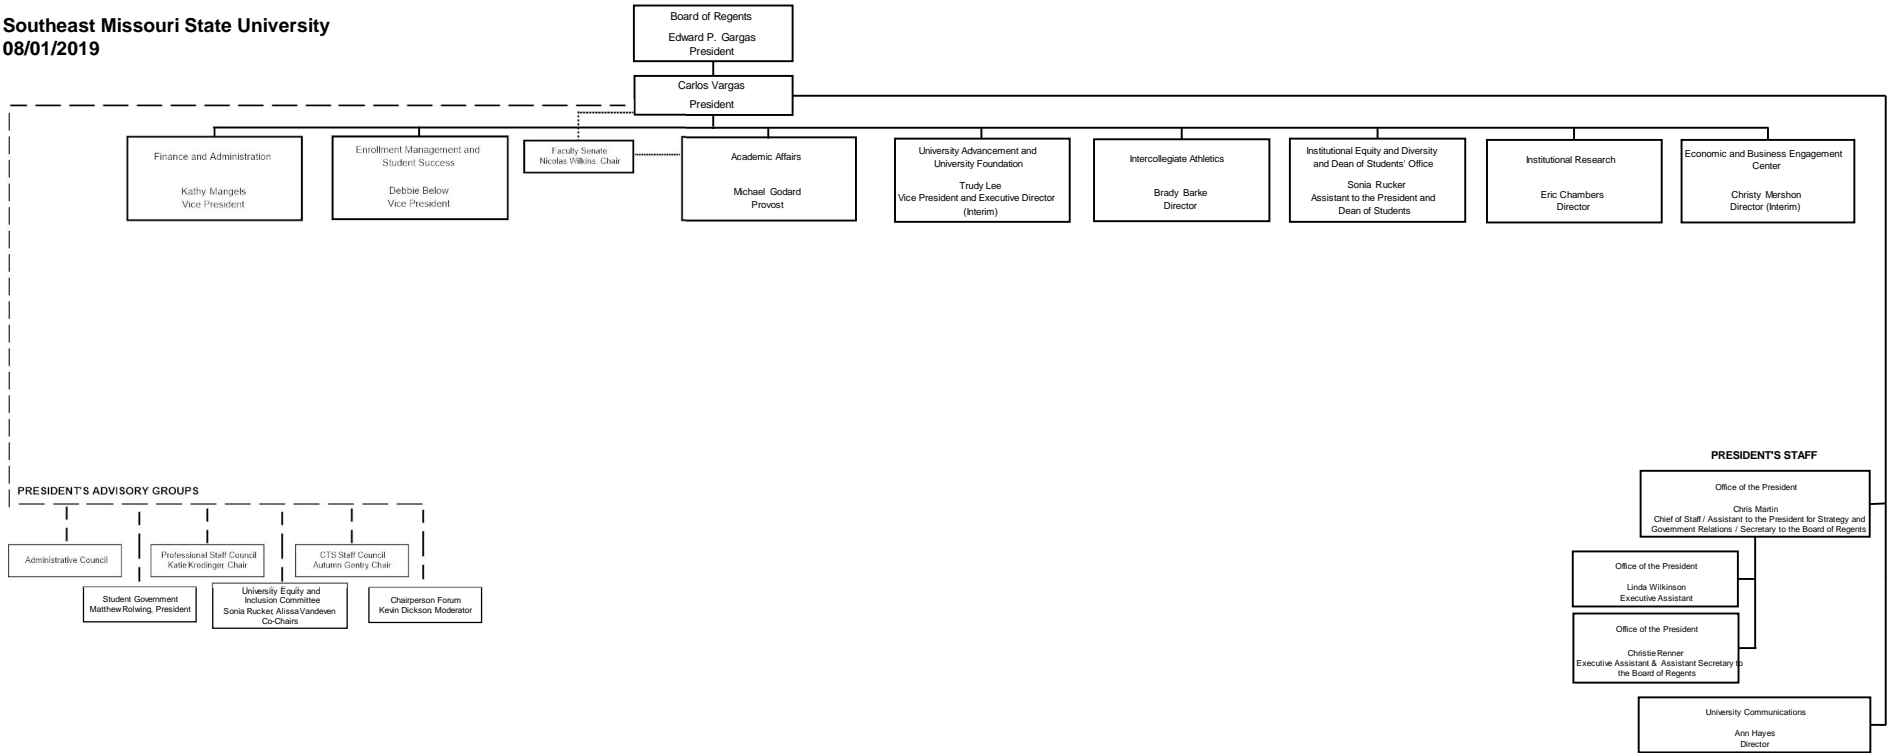 Southeast Missouri State University
08/01/2019
Board of Regents
Edward P. Gargas
President
Carlos Vargas
President
Finance and Administration
Kathy Mangels
Vice President
Enrollment Management and
Student Success
Debbie Below
Vice President
Faculty Senate
Nicolas Wilkins, Chair
Academic Affairs
Michael Godard
Provost
University Advancement and
University Foundation
Trudy Lee
Vice President and Executive Director
(Interim)
Intercollegiate Athletics
Brady Barke
Director
Institutional Equity and Diversity
and Dean of Students' Office
Sonia Rucker
Assistant to the President and
Dean of Students
Institutional Research
Eric Chambers
Director
Economic and Business Engagement
Center
Christy Mershon
Director (Interim)
PRESIDENT'S ADVISORY GROUPS
Administrative Council
Professional Staff Council
Katie Krodinger, Chair
CTS Staff Council
Autumn Gentry, Chair
Student Government
Matthew Rolwing, President
University Equity and
Inclusion Committee
Sonia Rucker, Alissa Vandeven
Co-Chairs
Chairperson Forum
Kevin Dickson, Moderator
PRESIDENT'S STAFF
Office of the President
Chris Martin
Chief of Staff / Assistant to the President for Strategy and
Government Relations / Secretary to the Board of Regents
Office of the President
Linda Wilkinson
Executive Assistant
Office of the President
Christie Renner
Executive Assistant & Assistant Secretary to
the Board of Regents
University Communications
Ann Hayes
Director